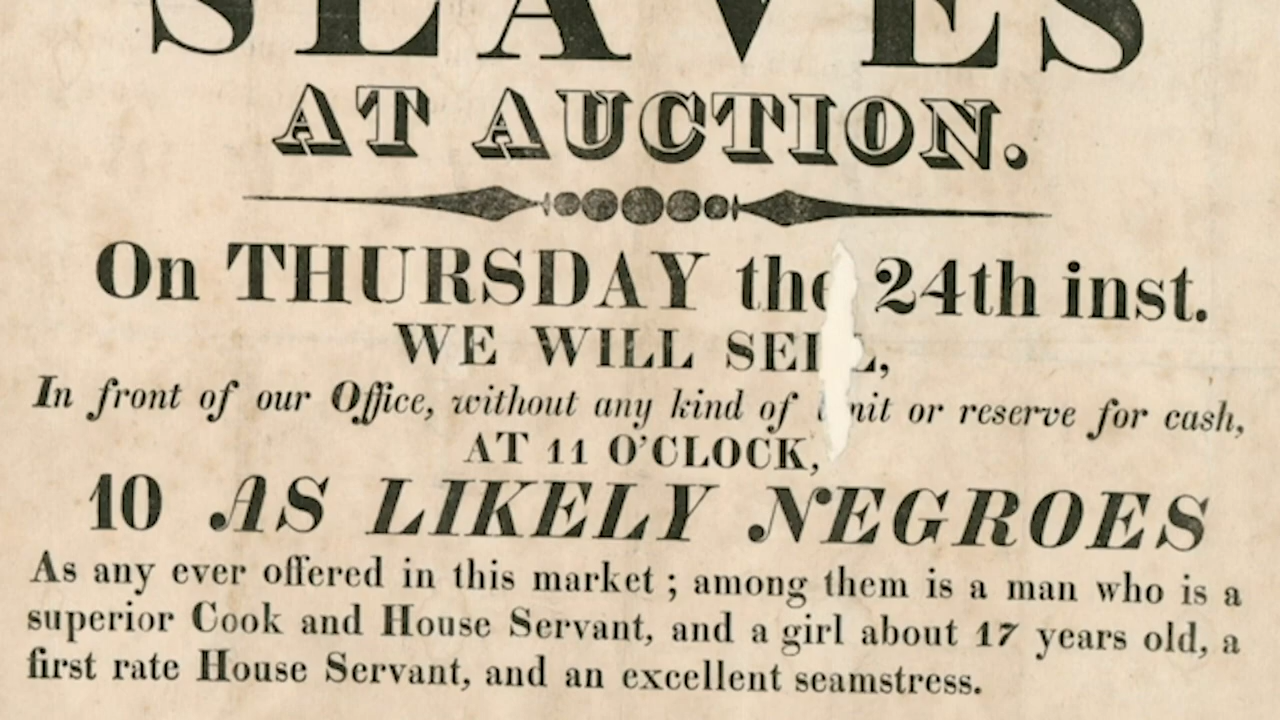 SLAVES
AT AUCTION.
On THURSDAY the 24th inst.
WE WILL SELL,
In front of our Office, without any kind of limit or reserve for cash,
AT 11 O'CLOCK,
10 AS LIKELY NEGROES
As any ever offered in this market ; among them is a man who is a
superior Cook and House Servant, and a girl about 17 years old, a
first rate House Servant, and an excellent seamstress.